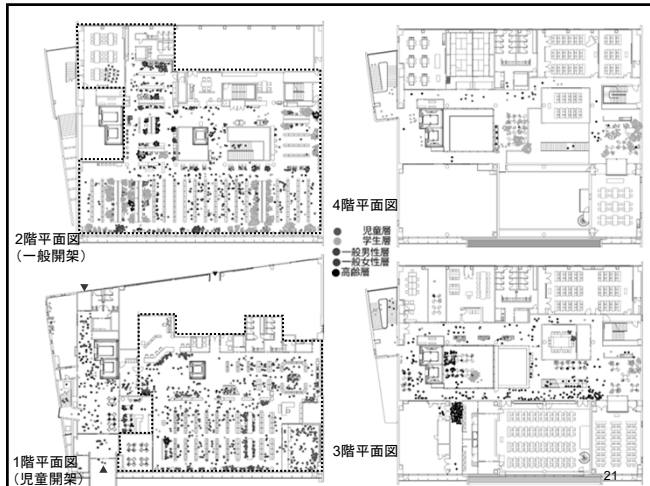 2階平面図
(一般開架)
4階平面図
児童層
学生層
一般男性層
一般女性層
高齢層
1階平面図
(児童開架)
3階平面図
21